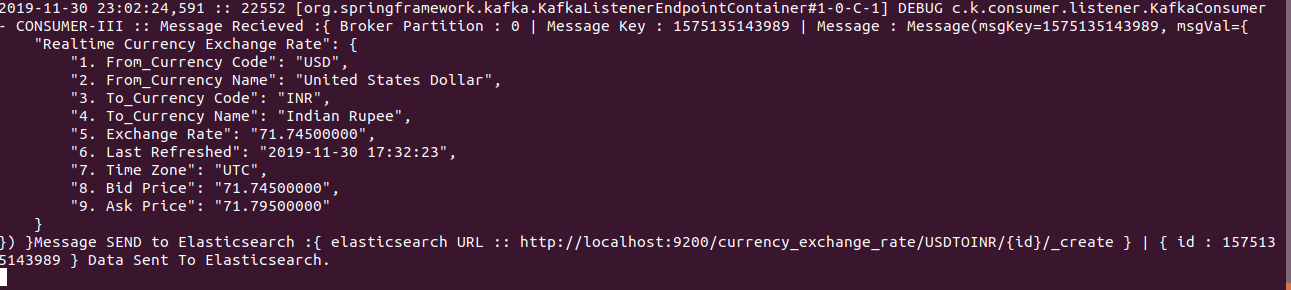 2019-11-30 23:02:24,591 :: 22552 [org.springframework.kafka.KafkaListenerEndpointContainer#1-0-C-1] DEBUG c.k.consumer.listener.KafkaConsumer
- CONSUMER-III :: Message Recieved :{ Broker Partition : 0 | Message Key : 1575135143989 | Message : Message(msgKey=1575135143989, msgVal={
    "Realtime Currency Exchange Rate": {
        "1. From_Currency Code": "USD",
        "2. From_Currency Name": "United States Dollar",
        "3. To_Currency Code": "INR",
        "4. To_Currency Name": "Indian Rupee",
        "5. Exchange Rate": "71.74500000",
        "6. Last Refreshed": "2019-11-30 17:32:23",
        "7. Time Zone": "UTC",
        "8. Bid Price": "71.74500000",
        "9. Ask Price": "71.79500000"
    }
}) }Message SEND to Elasticsearch :{ elasticsearch URL :: http://localhost:9200/currency_exchange_rate/USDTOINR/{id}/_create } | { id : 157513
5143989 } Data Sent To Elasticsearch.